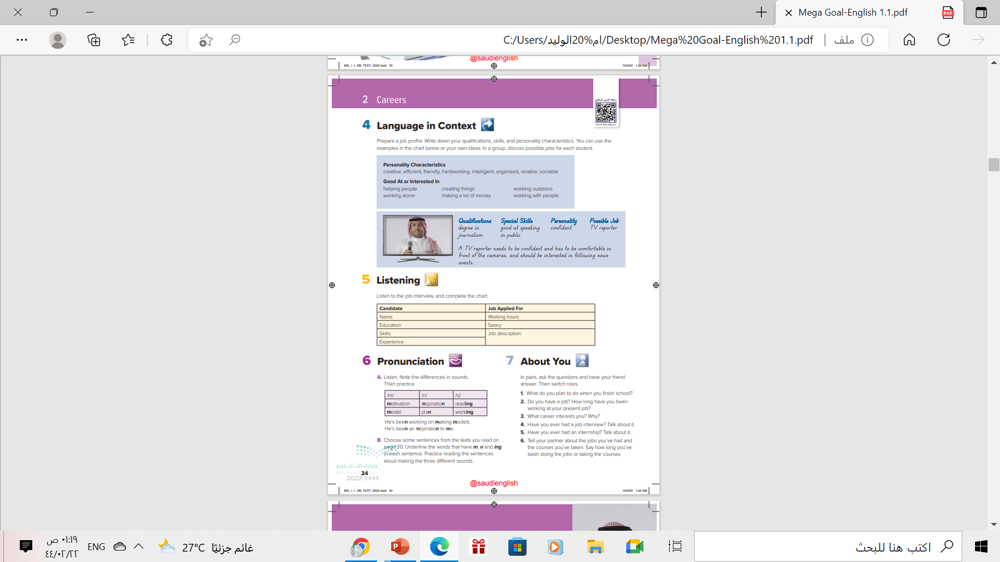 Mega Goal-English 1.1.pdf
PDF
ملف
C:/Users/ام%20الوليد/Desktop/Mega%20Goal-English%201.1.pdf
@saudienglish
MG_1.1_SB_TEXT_2022.indd 23
10/3/22 1:02 AM
2 Careers
رابط الدرس الرقمي
www.ien.edu.sa
4 Language in Context
Prepare a job profile. Write down your qualifications, skills, and personality characteristics. You can use the
examples in the chart below or your own ideas. In a group, discuss possible jobs for each student.
Personality Characteristics
creative, efficient, friendly, hardworking, intelligent, organized, reliable, sociable
Good At or Interested In
helping people creating things working outdoors
working alone making a lot of money working with people
Qualifications Special Skills Personality Possible Job
degree in good at speaking confident TV reporter
journalism in public
A TV reporter needs to be confident and has to be comfortable in
front of the cameras, and should be interested in following news
events.
5 Listening
Listen to the job interview, and complete the chart.
Candidate Job Applied For
Name: Working hours:
Education: Salary:
Skills: Job description:
Experience:
6 Pronunciation
A. Listen. Note the differences in sounds.
Then practice.
/m/ /n/ /ŋ/
motivation inspiration reading
model plan working
He's been working on making models.
He's been an inspiration to me.
B. Choose some sentences from the texts you read on
page 20. Underline the words that have m, n and ing
in each sentence. Practice reading the sentences
aloud making the three different sounds.
7 About You
In pairs, ask the questions and have your friend
answer. Then switch roles.
1. What do you plan to do when you finish school?
2. Do you have a job? How long have you been
working at your present job?
3. What career interests you? Why?
4. Have you ever had a job interview? Talk about it.
5. Have you ever had an internship? Talk about it.
6. Tell your partner about the jobs you've had and
the courses you've taken. Say how long you've
been doing the jobs or taking the courses.
وزارة التعليم
Ministry of Education
24
2022-1444
@saudienglish
MG_1.1_SB_TEXT_2022.indd 24
10/3/22 1:02 AM
٠١:١٩ ص
٤٤/٠٢/٢٢
ENG
27°C غائم جزئيًا
اكتب هنا للبحث